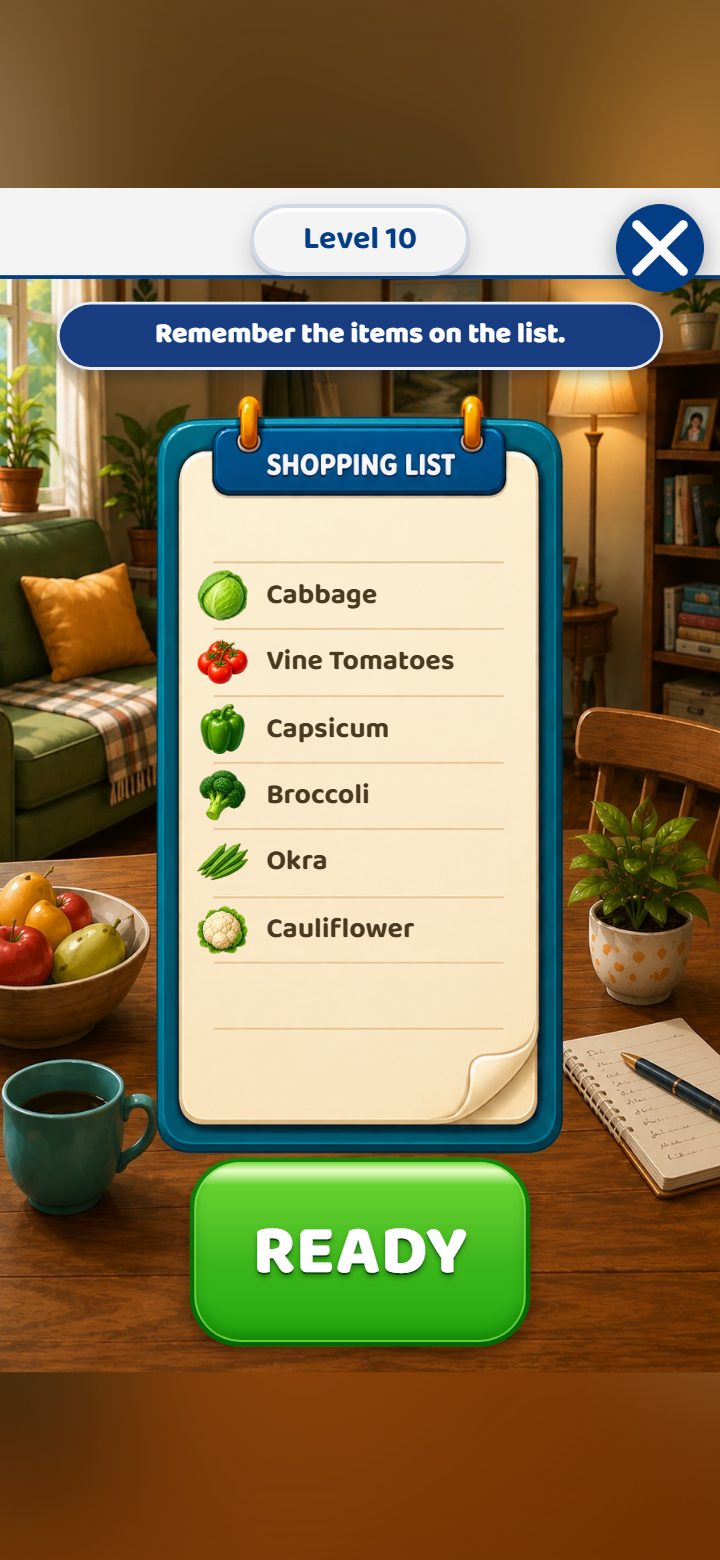 Level 10
Remember the items on the list.
SHOPPING LIST
Cabbage
Vine Tomatoes
Capsicum
Broccoli
Okra
Cauliflower
READY